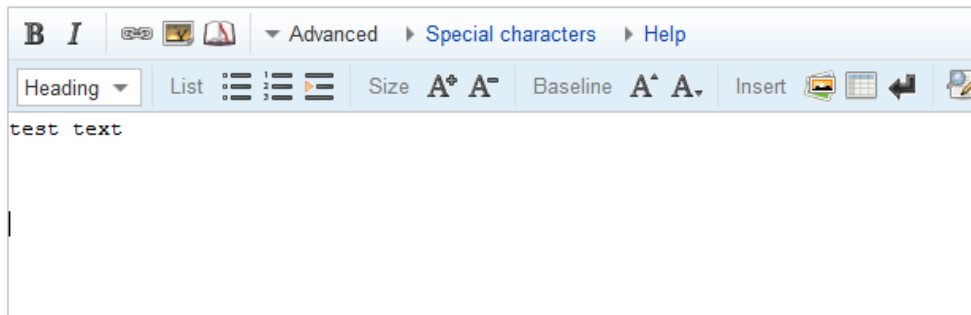 B I Advanced Special characters Help
Heading List Size A+ A- Baseline A A Insert
test text